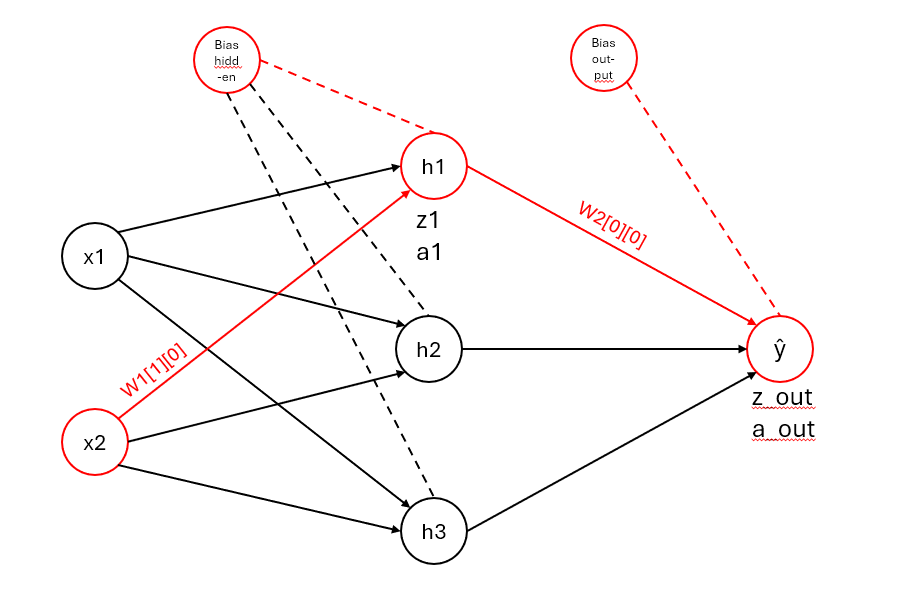 Bias
hidd
-en
Bias
out-
put
h1
W2[0][0]
z1
a1
x1
h2
ŷ
W1[1][0]
z_out
a_out
x2
h3